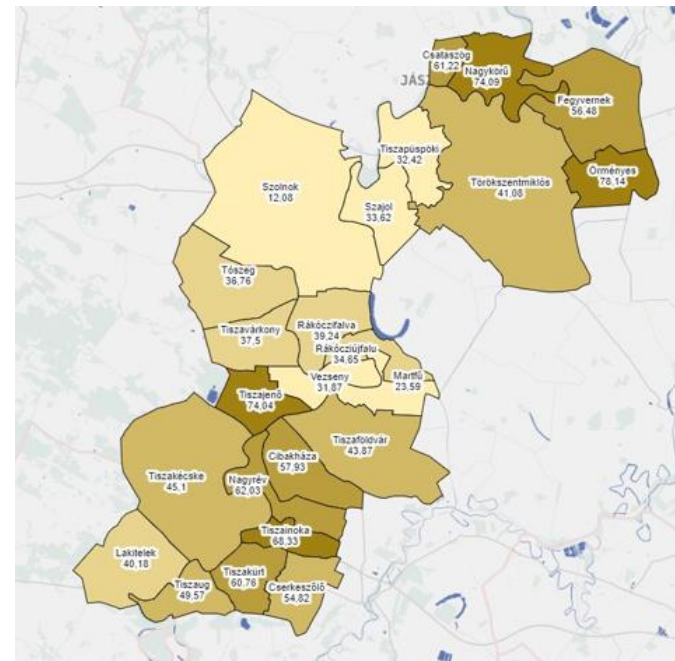 Csataszög
61,22
Nagykörű
74,09
JÁSZ
Fegyvernek
56,48
Tiszapüspöki
32,42
Törökszentmiklós
41,08
Örményes
78,14
Szolnok
12,08
Szajol
33,62
Tószeg
36,76
Tiszavárkony
37,5
Rákóczifalva
39,24
Rákócziújfalu
34,65
Vezseny
31,87
Martfű
23,59
Tiszajenő
74,04
Tiszaföldvár
43,87
Cibakháza
57,93
Tiszakécske
45,1
Nagyrév
62,03
Tiszainoka
68,33
Lakitelek
40,18
Tiszakürt
60,76
Tiszaug
49,57
Cserkeszőlő
54,82